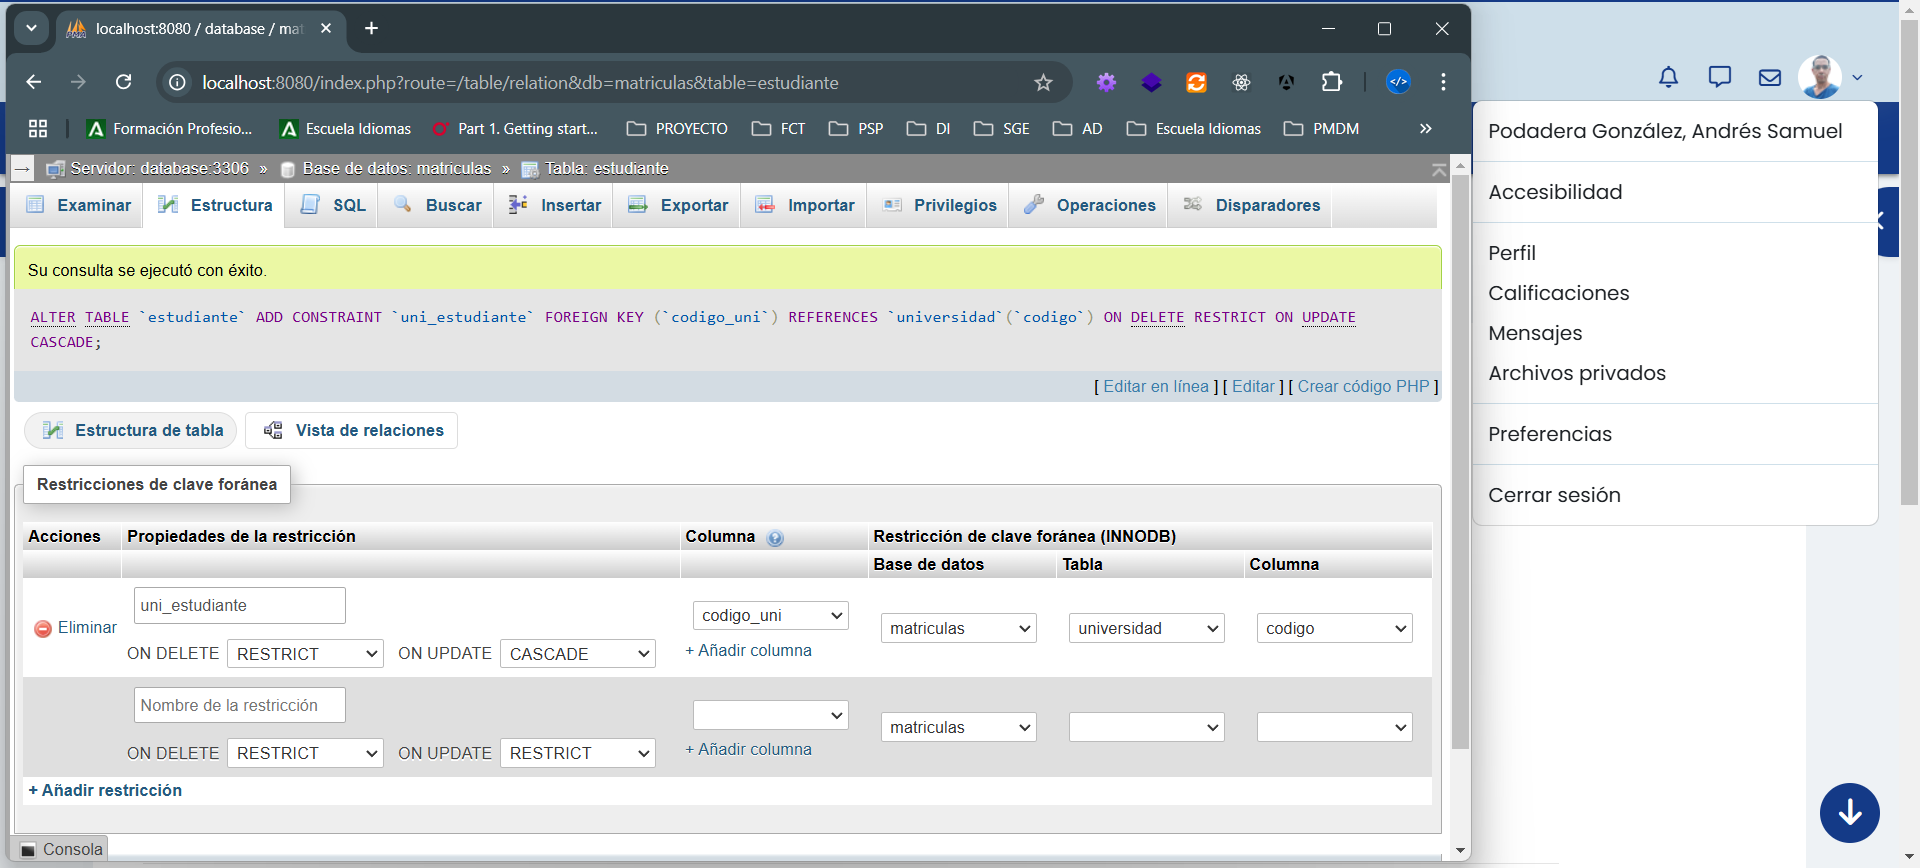 localhost:8080 / database / mat
localhost:8080/index.php?route=/table/relation&db=matriculas&table=estudiante
Formación Profesio...
Escuela Idiomas
Part 1. Getting start...
PROYECTO
FCT
PSP
DI
SGE
AD
Escuela Idiomas
PMDM
»
Servidor: database:3306 » Base de datos: matriculas » Tabla: estudiante
Examinar
Estructura
SQL
Buscar
Insertar
Exportar
Importar
Privilegios
Operaciones
Disparadores
Su consulta se ejecutó con éxito.
ALTER TABLE `estudiante` ADD CONSTRAINT `uni_estudiante` FOREIGN KEY (`codigo_uni`) REFERENCES `universidad`(`codigo`) ON DELETE RESTRICT ON UPDATE
CASCADE;
[ Editar en línea ] [ Editar ] [ Crear código PHP ]
Estructura de tabla
Vista de relaciones
Restricciones de clave foránea
Acciones
Propiedades de la restricción
Columna
Restricción de clave foránea (INNODB)
Base de datos
Tabla
Columna
Eliminar
uni_estudiante
ON DELETE RESTRICT ON UPDATE CASCADE
codigo_uni
+ Añadir columna
matriculas
universidad
codigo
Nombre de la restricción
ON DELETE RESTRICT ON UPDATE RESTRICT
+ Añadir columna
matriculas
+ Añadir restricción
Consola
Podadera González, Andrés Samuel
Accesibilidad
Perfil
Calificaciones
Mensajes
Archivos privados
Preferencias
Cerrar sesión